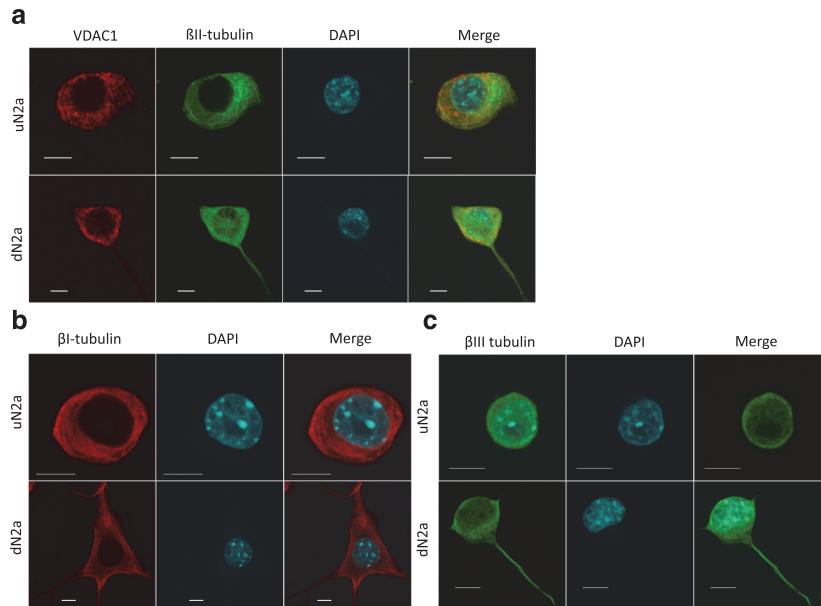 a
VDAC1 ßII-tubulin DAPI Merge
uN2a
dN2a
b
βI-tubulin DAPI Merge
uN2a
dN2a
c
βIII tubulin DAPI Merge
uN2a
dN2a